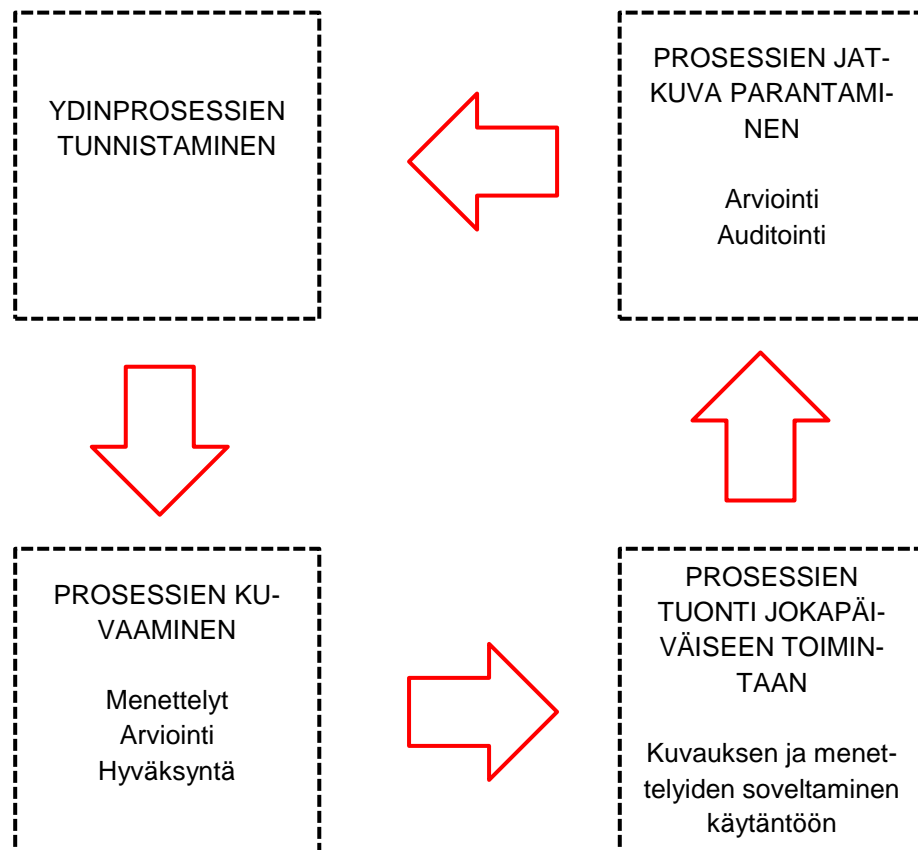 YDINPROSESSIEN
TUNNISTAMINEN
PROSESSIEN JAT-
KUVA PARANTAMI-
NEN
Arviointi
Auditointi
PROSESSIEN KU-
VAAMINEN
Menettelyt
Arviointi
Hyväksyntä
PROSESSIEN
TUONTI JOKAPÄI-
VÄISEEN TOIMIN-
TAAN
Kuvauksen ja menet-
telyiden soveltaminen
käytäntöön